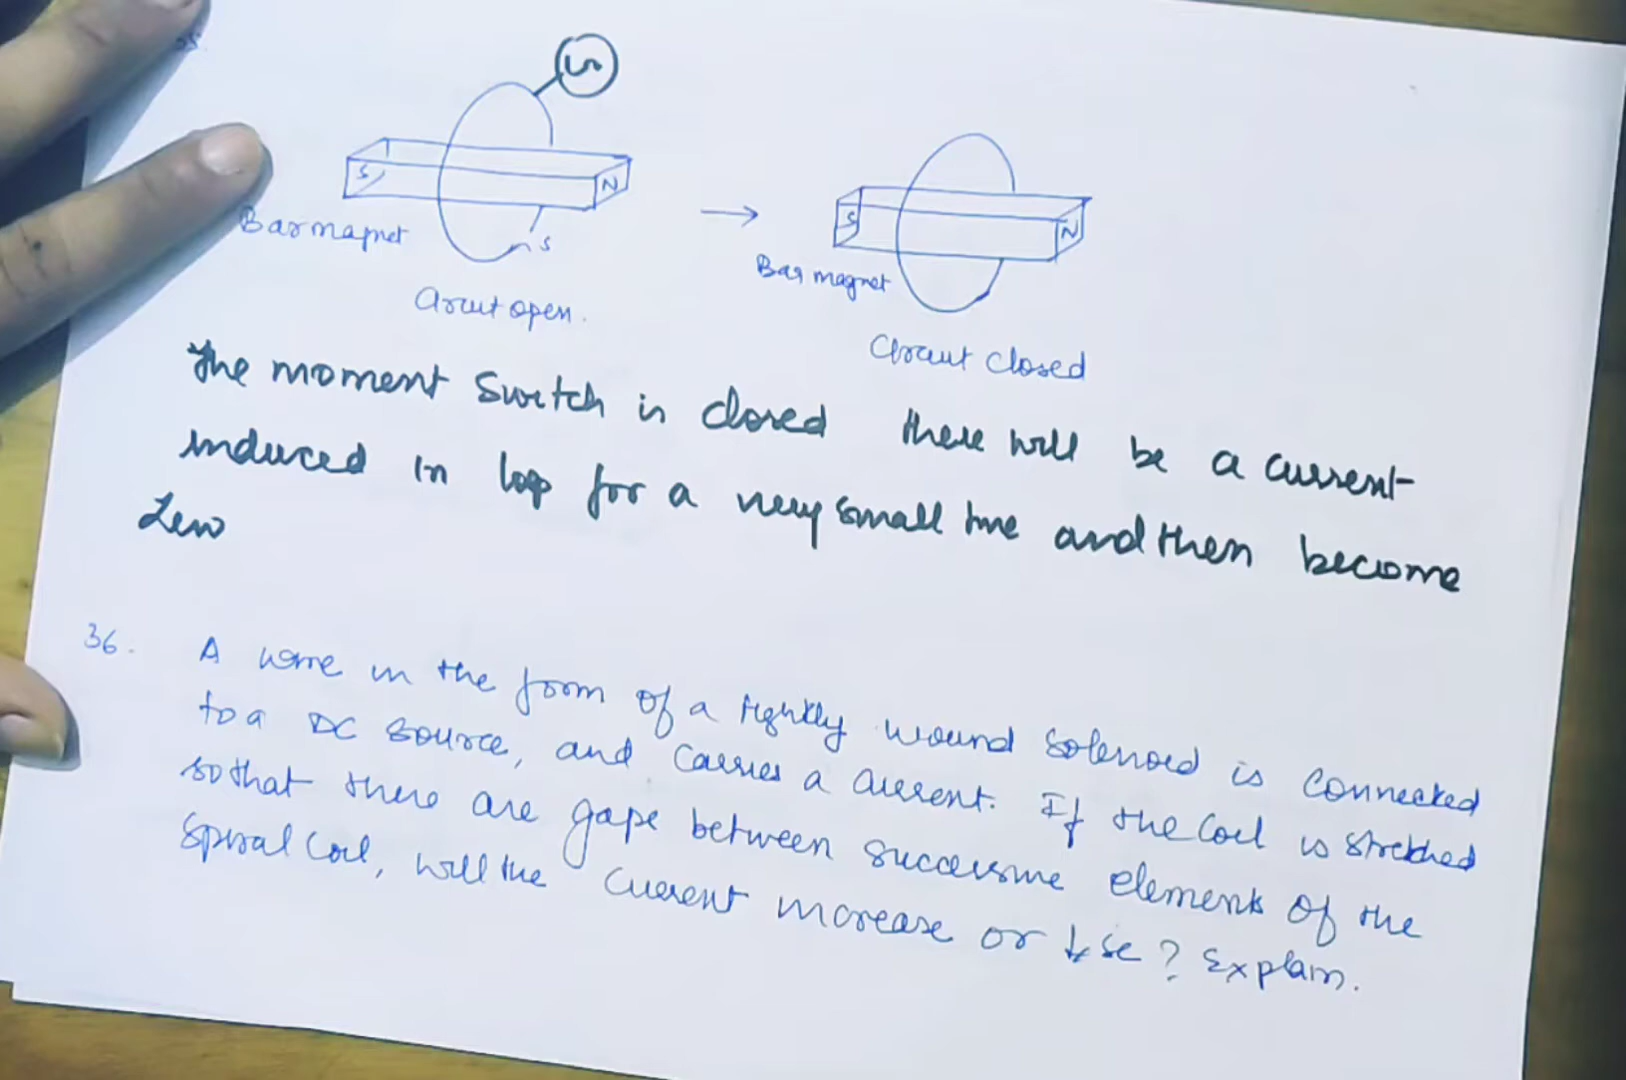 S
N
Bar magnet
S
Circuit open.
→
S
N
Bar magnet
Circuit Closed
The moment Switch is closed there will be a current
induced in loop for a very small time and then become
Zero
36. A wire in the form of a tightly wound Solenoid is Connected
to a DC source, and Carries a current. If the Coil is stretched
so that there are gaps between successive elements of the
Spiral Coil, will the current increase or ↓se? Explain.